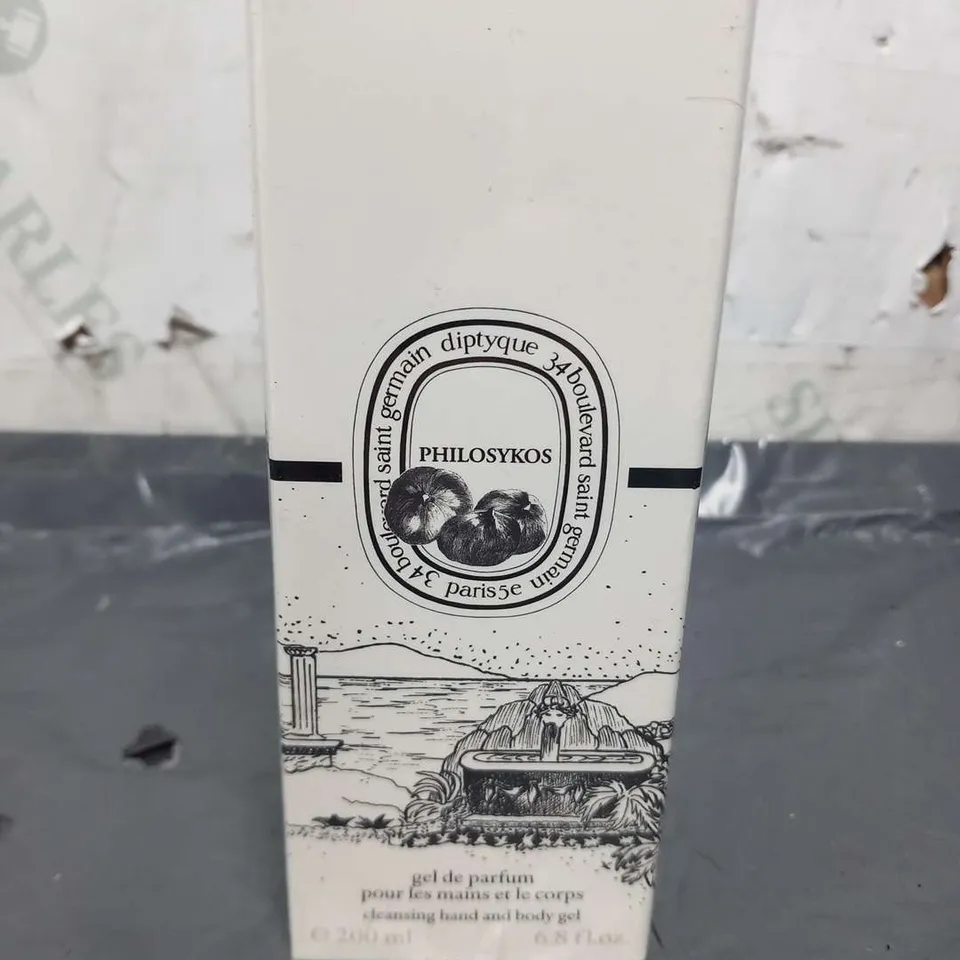 diptyque 34 boulevard saint germain paris 5e 34 boulevard saint germain
PHILOSYKOS
gel de parfum
pour les mains et le corps
cleansing hand and body gel
e 200 ml 6.8 fl.oz.